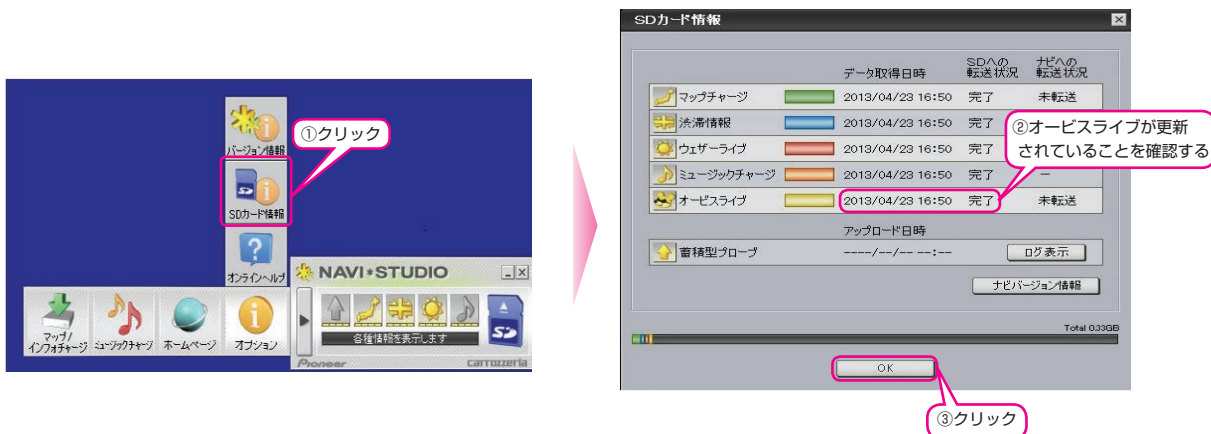 ①クリック
バージョン情報
SDカード情報
オンラインヘルプ
NAVI*STUDIO
マップ/
インフォチャージ
ミュージックチャージ
ホームページ
オプション
各種情報を表示します
SD
Pioneer
carrozzeria
SDカード情報
データ取得日時
SDへの
転送状況
ナビへの
転送状況
マップチャージ 2013/04/23 16:50 完了 未転送
渋滞情報 2013/04/23 16:50 完了
ウェザーライブ 2013/04/23 16:50 完了
ミュージックチャージ 2013/04/23 16:50 完了 −
オービスライブ 2013/04/23 16:50 完了 未転送
②オービスライブが更新
されていることを確認する
アップロード日時
蓄積型プローブ ----/--/-- --:-- ログ表示
ナビバージョン情報
Total 0.33GB
OK
③クリック